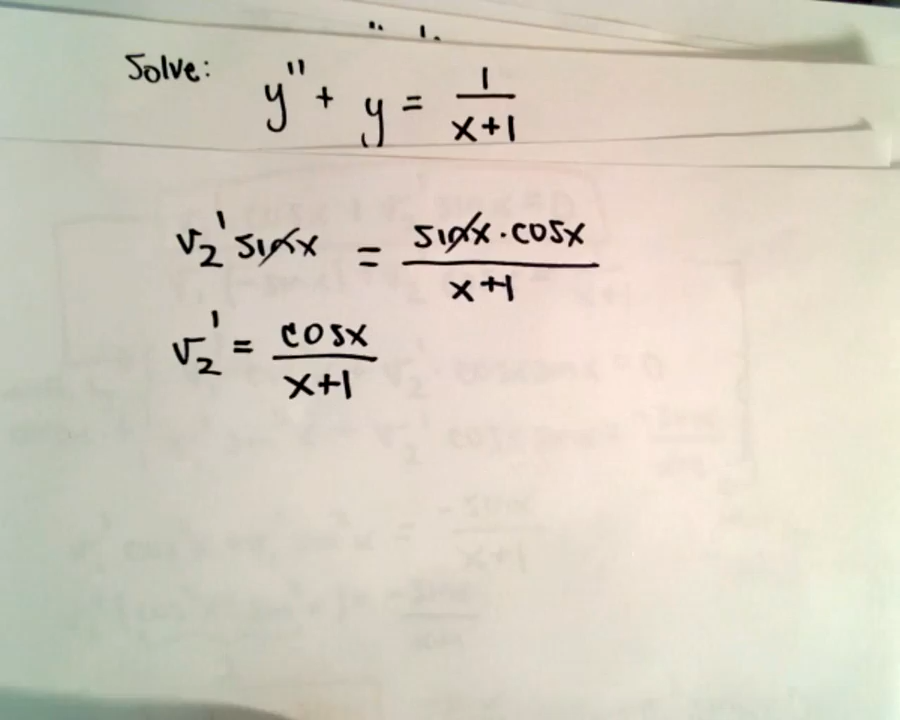 Solve: y'' + y = 1/(x+1)
v₂' sinx = (sinx · cosx)/(x+1)
v₂' = cosx/(x+1)